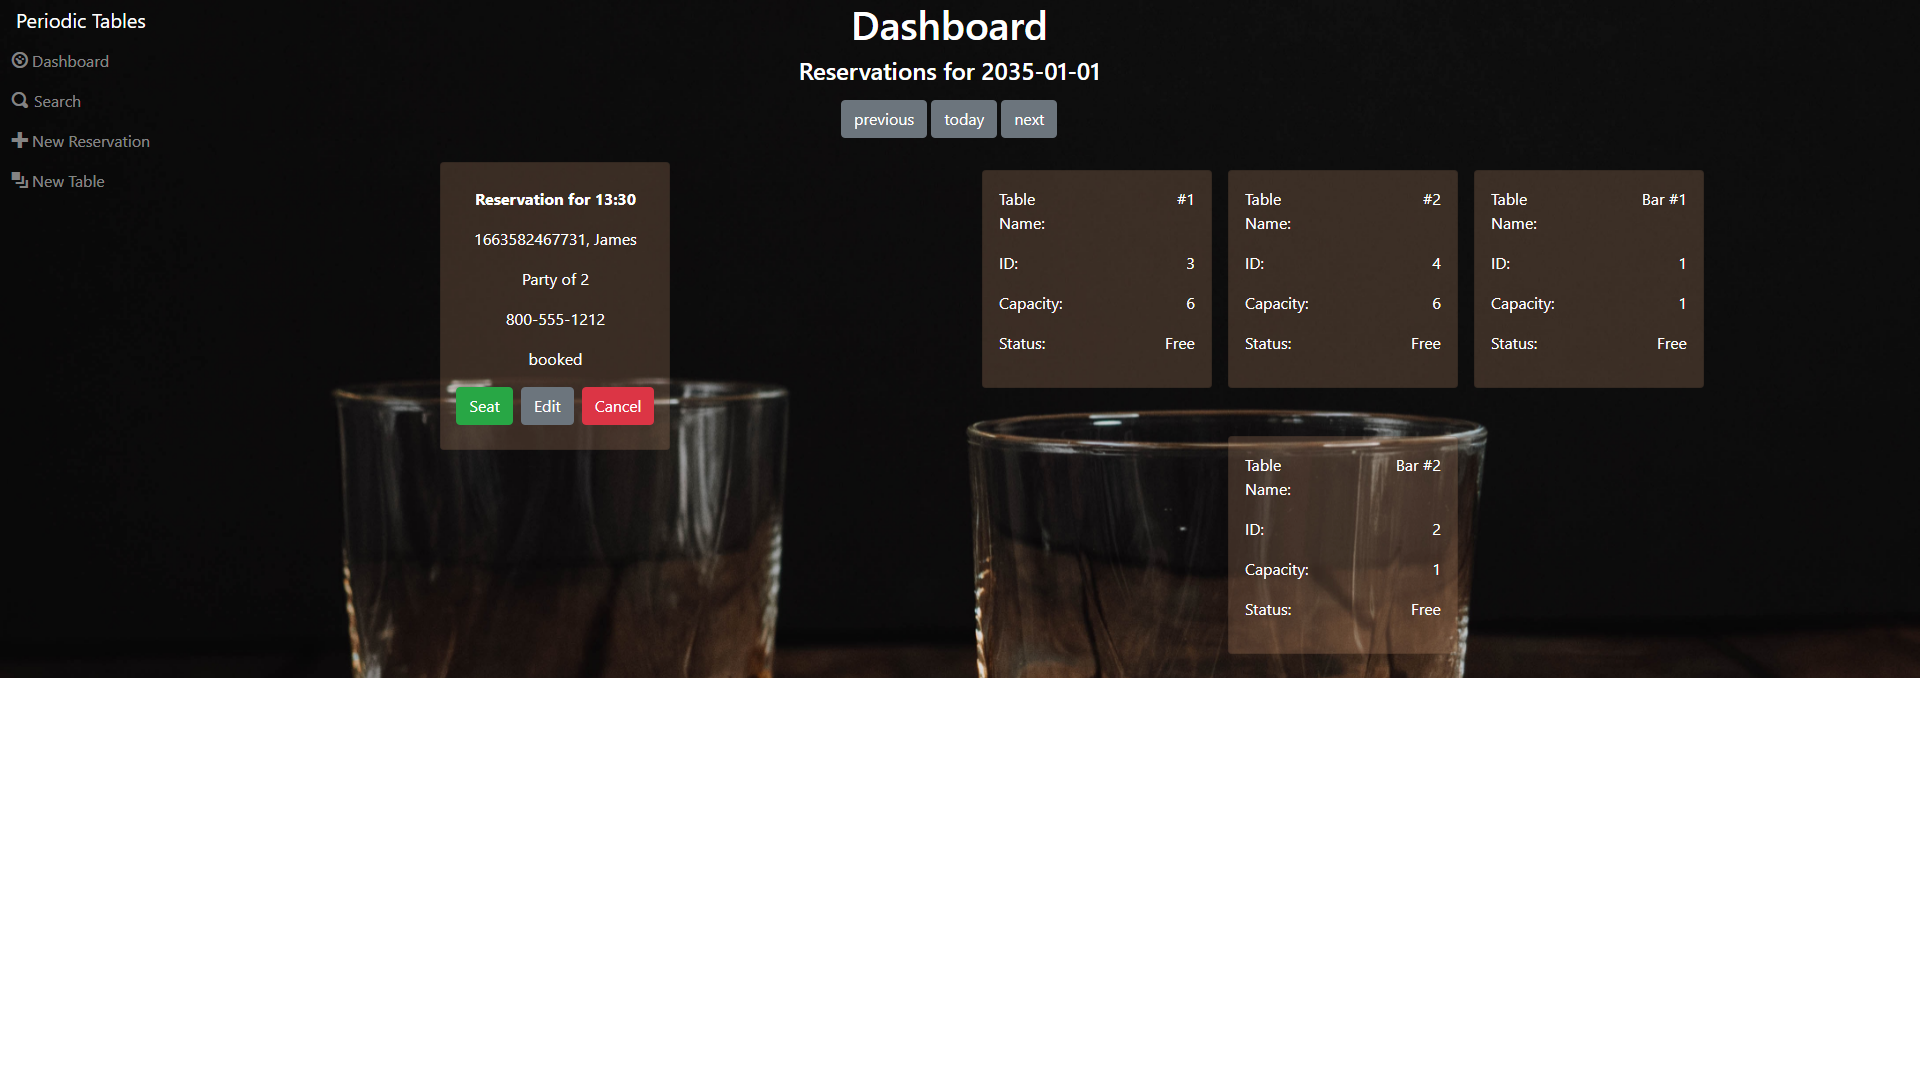 Periodic Tables
Dashboard
Search
New Reservation
New Table
Dashboard
Reservations for 2035-01-01
previous today next
Reservation for 13:30
1663582467731, James
Party of 2
800-555-1212
booked
Seat Edit Cancel
Table Name: #1
ID: 3
Capacity: 6
Status: Free
Table Name: #2
ID: 4
Capacity: 6
Status: Free
Table Name: Bar #1
ID: 1
Capacity: 1
Status: Free
Table Name: Bar #2
ID: 2
Capacity: 1
Status: Free